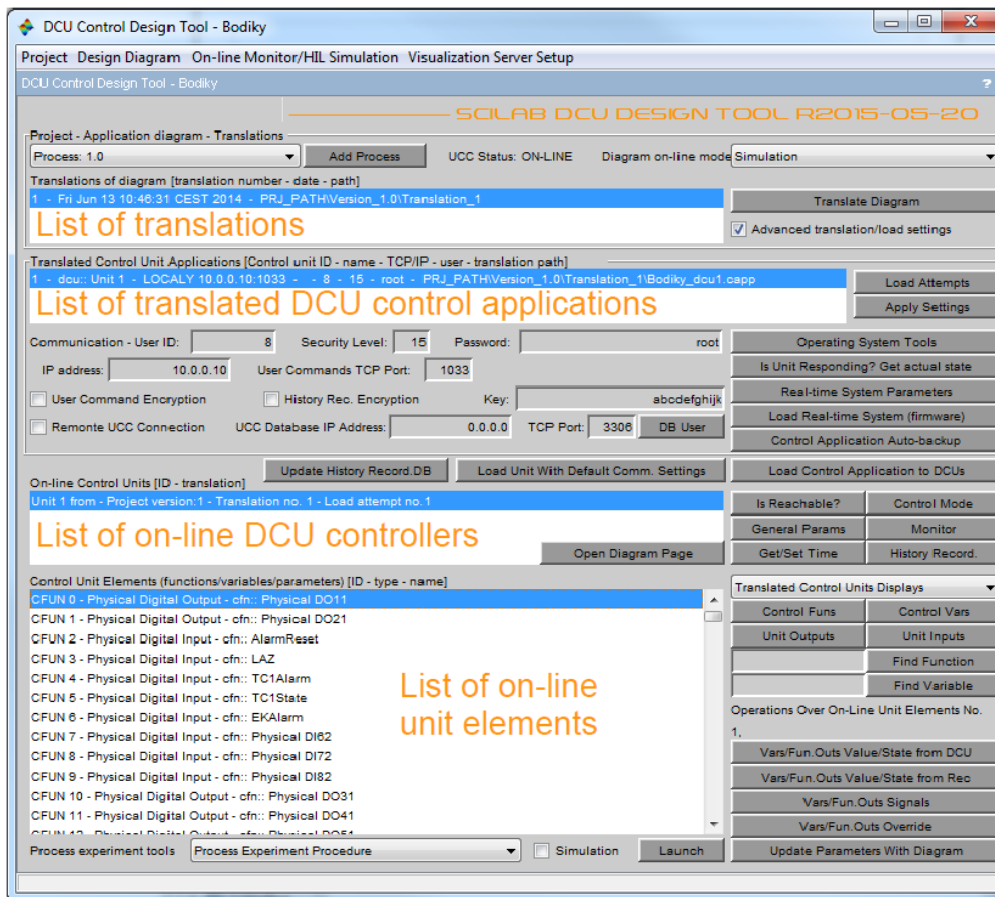 DCU Control Design Tool - Bodiky
Project Design Diagram On-line Monitor/HIL Simulation Visualization Server Setup
DCU Control Design Tool - Bodiky ?
SCILAB DCU DESIGN TOOL R2015-05-20
Project - Application diagram - Translations
Process: 1.0 Add Process UCC Status: ON-LINE Diagram on-line mode Simulation
Translations of diagram [translation number - date - path]
1 - Fri Jun 13 10:46:31 CEST 2014 - PRJ_PATH\Version_1.0\Translation_1 Translate Diagram
List of translations
Advanced translation/load settings
Translated Control Unit Applications [Control unit ID - name - TCP/IP - user - translation path]
1 - dcu:: Unit 1 - LOCALY 10.0.0.10:1033 - - 8 - 15 - root - PRJ_PATH\Version_1.0\Translation_1\Bodiky_dcu1.capp Load Attempts
List of translated DCU control applications
Apply Settings
Communication - User ID: 8 Security Level: 15 Password: root Operating System Tools
IP address: 10.0.0.10 User Commands TCP Port: 1033 Is Unit Responding? Get actual state
User Command Encryption History Rec. Encryption Key: abcdefghijk Real-time System Parameters
Remonte UCC Connection UCC Database IP Address: 0.0.0.0 TCP Port: 3306 DB User Load Real-time System (firmware)
Control Application Auto-backup
Update History Record.DB Load Unit With Default Comm. Settings Load Control Application to DCUs
On-line Control Units [ID - translation]
Unit 1 from - Project version:1 - Translation no. 1 - Load attempt no.1 Is Reachable? Control Mode
List of on-line DCU controllers
General Params Monitor
Open Diagram Page Get/Set Time History Record.
Control Unit Elements (functions/variables/parameters) [ID - type - name]
Translated Control Units Displays
CFUN 0 - Physical Digital Output - cfn:: Physical DO11
CFUN 1 - Physical Digital Output - cfn:: Physical DO21 Control Funs Control Vars
CFUN 2 - Physical Digital Input - cfn:: AlarmReset Unit Outputs Unit Inputs
CFUN 3 - Physical Digital Input - cfn:: LAZ Find Function
CFUN 4 - Physical Digital Input - cfn:: TC1Alarm Find Variable
CFUN 5 - Physical Digital Input - cfn:: TC1State
List of on-line
unit elements
CFUN 6 - Physical Digital Input - cfn:: EKAlarm Operations Over On-Line Unit Elements No.
CFUN 7 - Physical Digital Input - cfn:: Physical DI62 1,
CFUN 8 - Physical Digital Input - cfn:: Physical DI72 Vars/Fun.Outs Value/State from DCU
CFUN 9 - Physical Digital Input - cfn:: Physical DI82 Vars/Fun.Outs Value/State from Rec
CFUN 10 - Physical Digital Output - cfn:: Physical DO31 Vars/Fun.Outs Signals
CFUN 11 - Physical Digital Output - cfn:: Physical DO41 Vars/Fun.Outs Override
CFUN 12 - Physical Digital Output - cfn:: Physical DO51
Process experiment tools Process Experiment Procedure Simulation Launch Update Parameters With Diagram